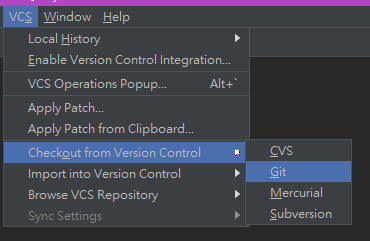 VCS Window Help
Local History
Enable Version Control Integration...
VCS Operations Popup... Alt+`
Apply Patch...
Apply Patch from Clipboard...
Checkout from Version Control
Import into Version Control
Browse VCS Repository
Sync Settings
CVS
Git
Mercurial
Subversion